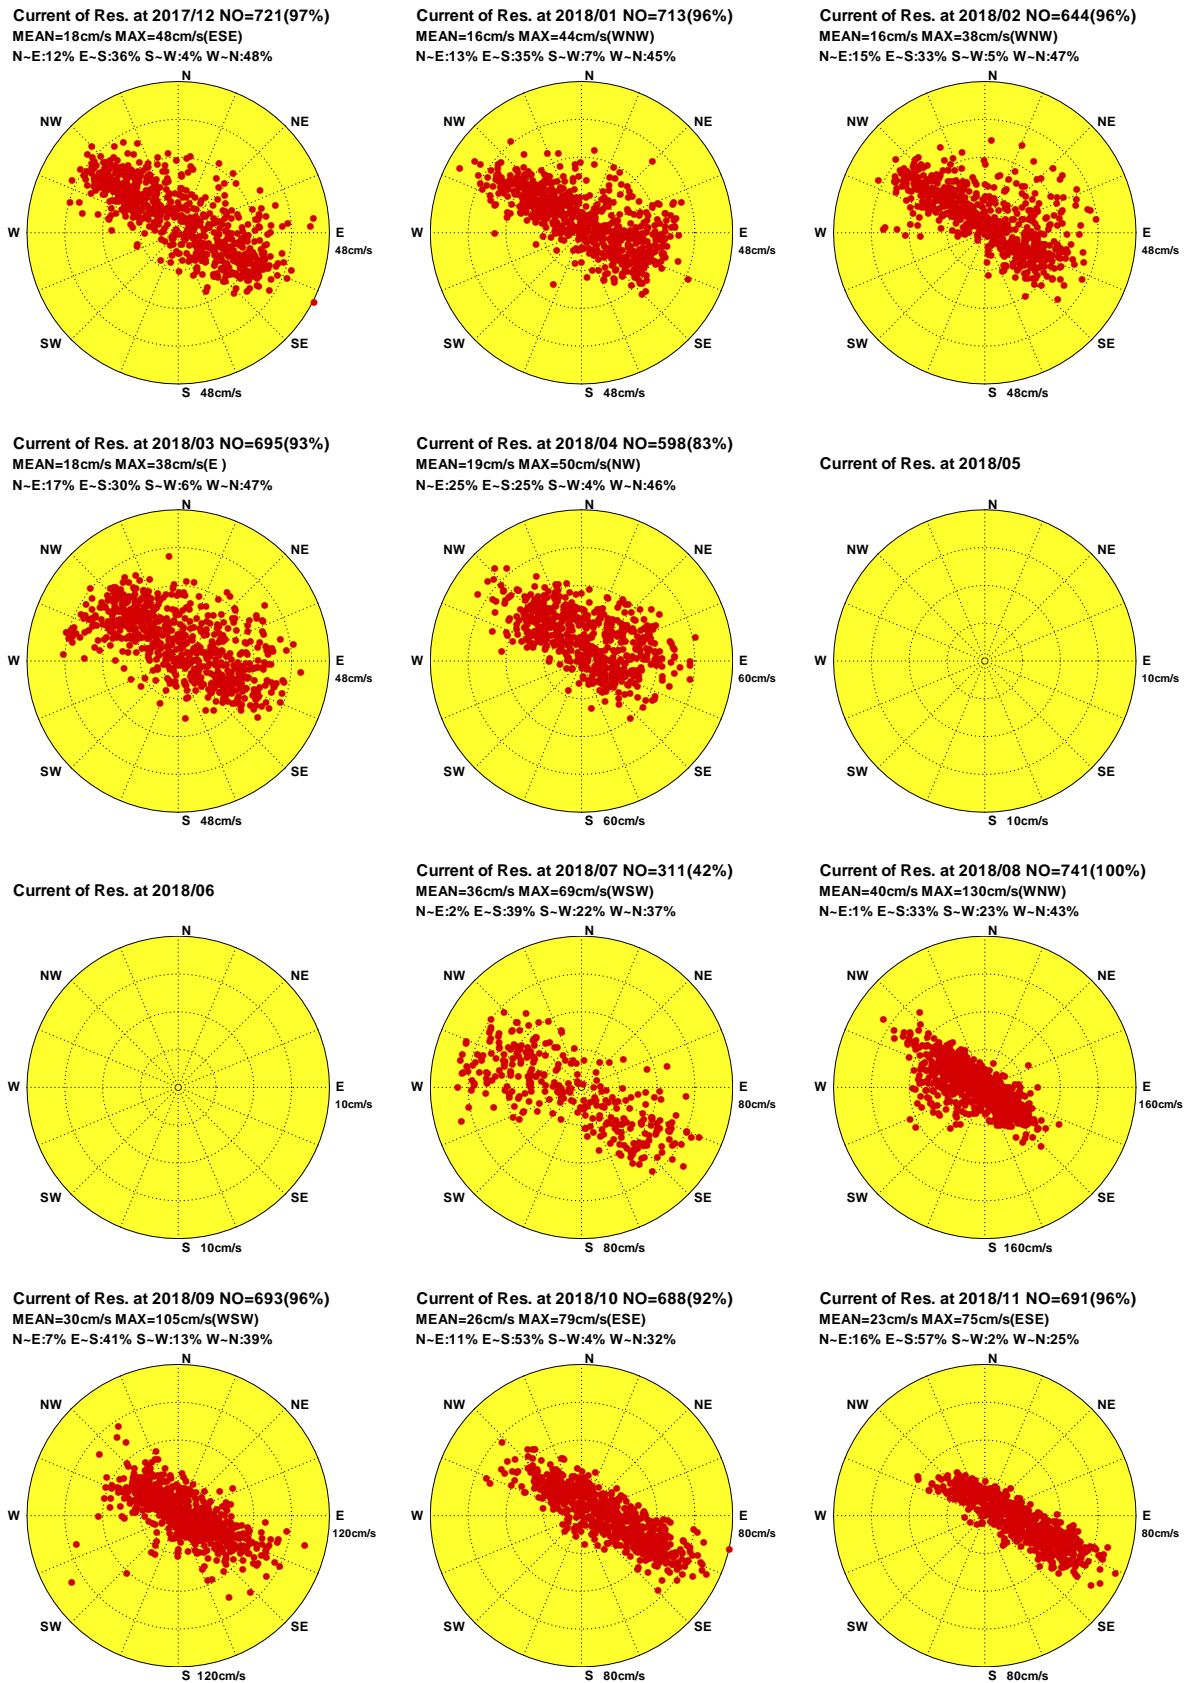 Current of Res. at 2017/12 NO=721(97%)
MEAN=18cm/s MAX=48cm/s(ESE)
N~E:12% E~S:36% S~W:4% W~N:48%
N
NW
NE
W
E
48cm/s
SW
SE
S 48cm/s
Current of Res. at 2018/01 NO=713(96%)
MEAN=16cm/s MAX=44cm/s(WNW)
N~E:13% E~S:35% S~W:7% W~N:45%
N
NW
NE
W
E
48cm/s
SW
SE
S 48cm/s
Current of Res. at 2018/02 NO=644(96%)
MEAN=16cm/s MAX=38cm/s(WNW)
N~E:15% E~S:33% S~W:5% W~N:47%
N
NW
NE
W
E
48cm/s
SW
SE
S 48cm/s
Current of Res. at 2018/03 NO=695(93%)
MEAN=18cm/s MAX=38cm/s(E )
N~E:17% E~S:30% S~W:6% W~N:47%
N
NW
NE
W
E
48cm/s
SW
SE
S 48cm/s
Current of Res. at 2018/04 NO=598(83%)
MEAN=19cm/s MAX=50cm/s(NW)
N~E:25% E~S:25% S~W:4% W~N:46%
N
NW
NE
W
E
60cm/s
SW
SE
S 60cm/s
Current of Res. at 2018/05
N
NW
NE
W
E
10cm/s
SW
SE
S 10cm/s
Current of Res. at 2018/06
N
NW
NE
W
E
10cm/s
SW
SE
S 10cm/s
Current of Res. at 2018/07 NO=311(42%)
MEAN=36cm/s MAX=69cm/s(WSW)
N~E:2% E~S:39% S~W:22% W~N:37%
N
NW
NE
W
E
80cm/s
SW
SE
S 80cm/s
Current of Res. at 2018/08 NO=741(100%)
MEAN=40cm/s MAX=130cm/s(WNW)
N~E:1% E~S:33% S~W:23% W~N:43%
N
NW
NE
W
E
160cm/s
SW
SE
S 160cm/s
Current of Res. at 2018/09 NO=693(96%)
MEAN=30cm/s MAX=105cm/s(WSW)
N~E:7% E~S:41% S~W:13% W~N:39%
N
NW
NE
W
E
120cm/s
SW
SE
S 120cm/s
Current of Res. at 2018/10 NO=688(92%)
MEAN=26cm/s MAX=79cm/s(ESE)
N~E:11% E~S:53% S~W:4% W~N:32%
N
NW
NE
W
E
80cm/s
SW
SE
S 80cm/s
Current of Res. at 2018/11 NO=691(96%)
MEAN=23cm/s MAX=75cm/s(ESE)
N~E:16% E~S:57% S~W:2% W~N:25%
N
NW
NE
W
E
80cm/s
SW
SE
S 80cm/s